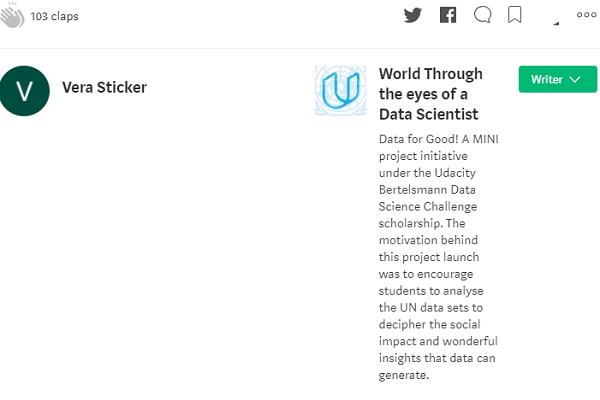 103 claps
V
Vera Sticker
World Through
the eyes of a
Data Scientist
Writer
Data for Good! A MINI
project initiative
under the Udacity
Bertelsmann Data
Science Challenge
scholarship. The
motivation behind
this project launch
was to encourage
students to analyse
the UN data sets to
decipher the social
impact and wonderful
insights that data can
generate.